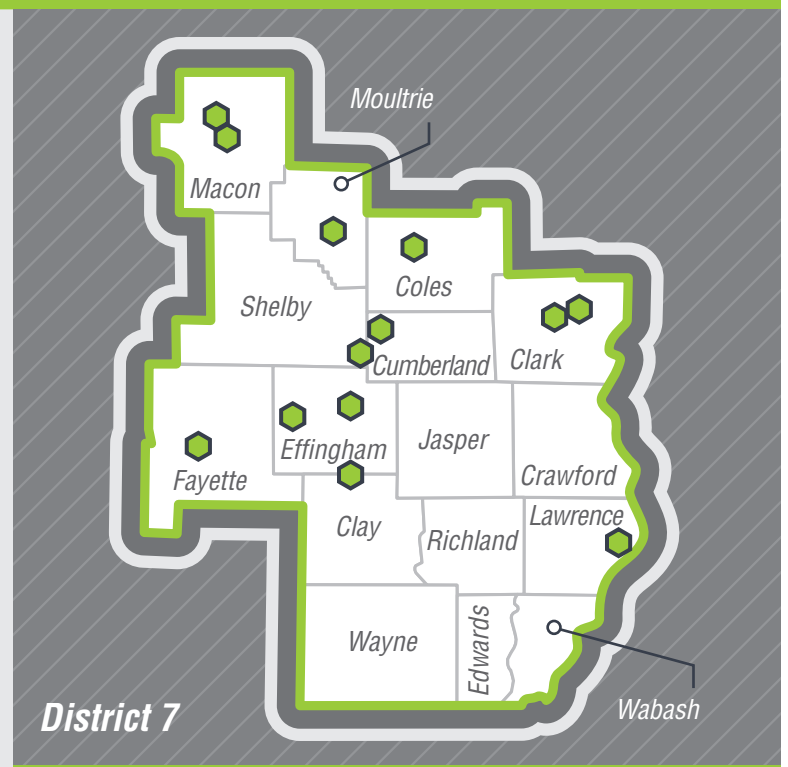 Moultrie
Macon
Coles
Shelby
Cumberland
Clark
Effingham
Jasper
Fayette
Crawford
Lawrence
Clay
Richland
Wayne
Edwards
Wabash
District 7